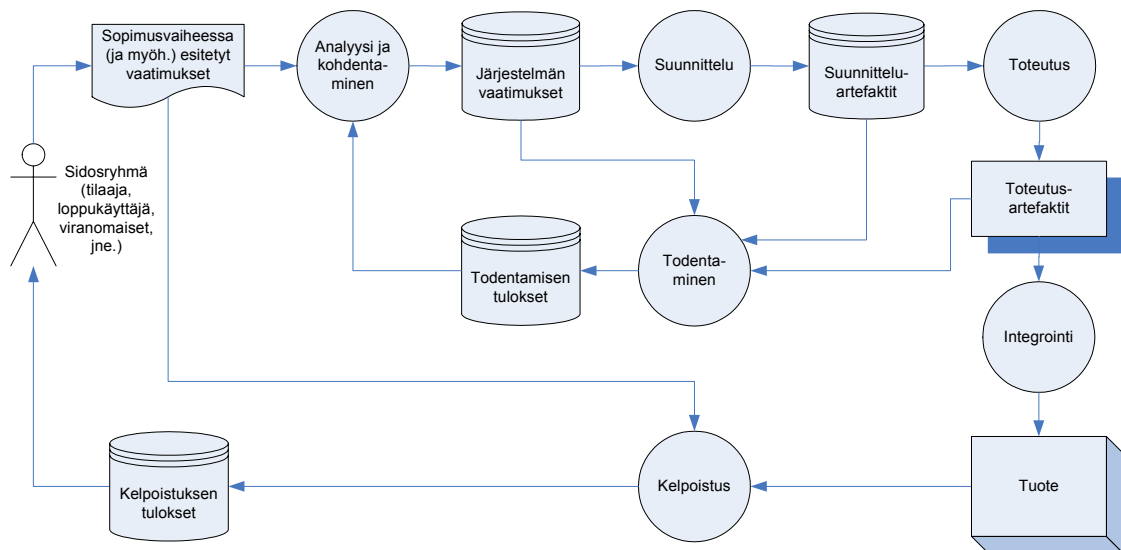 Sopimusvaiheessa
(ja myöh.) esitetyt
vaatimukset
Analyysi ja
kohdenta-
minen
Järjestelmän
vaatimukset
Suunnittelu
Suunnittelu-
artefaktit
Toteutus
Sidosryhmä
(tilaaja,
loppukäyttäjä,
viranomaiset,
jne.)
Toteutus-
artefaktit
Todentamisen
tulokset
Todenta-
minen
Integrointi
Kelpoistuksen
tulokset
Kelpoistus
Tuote